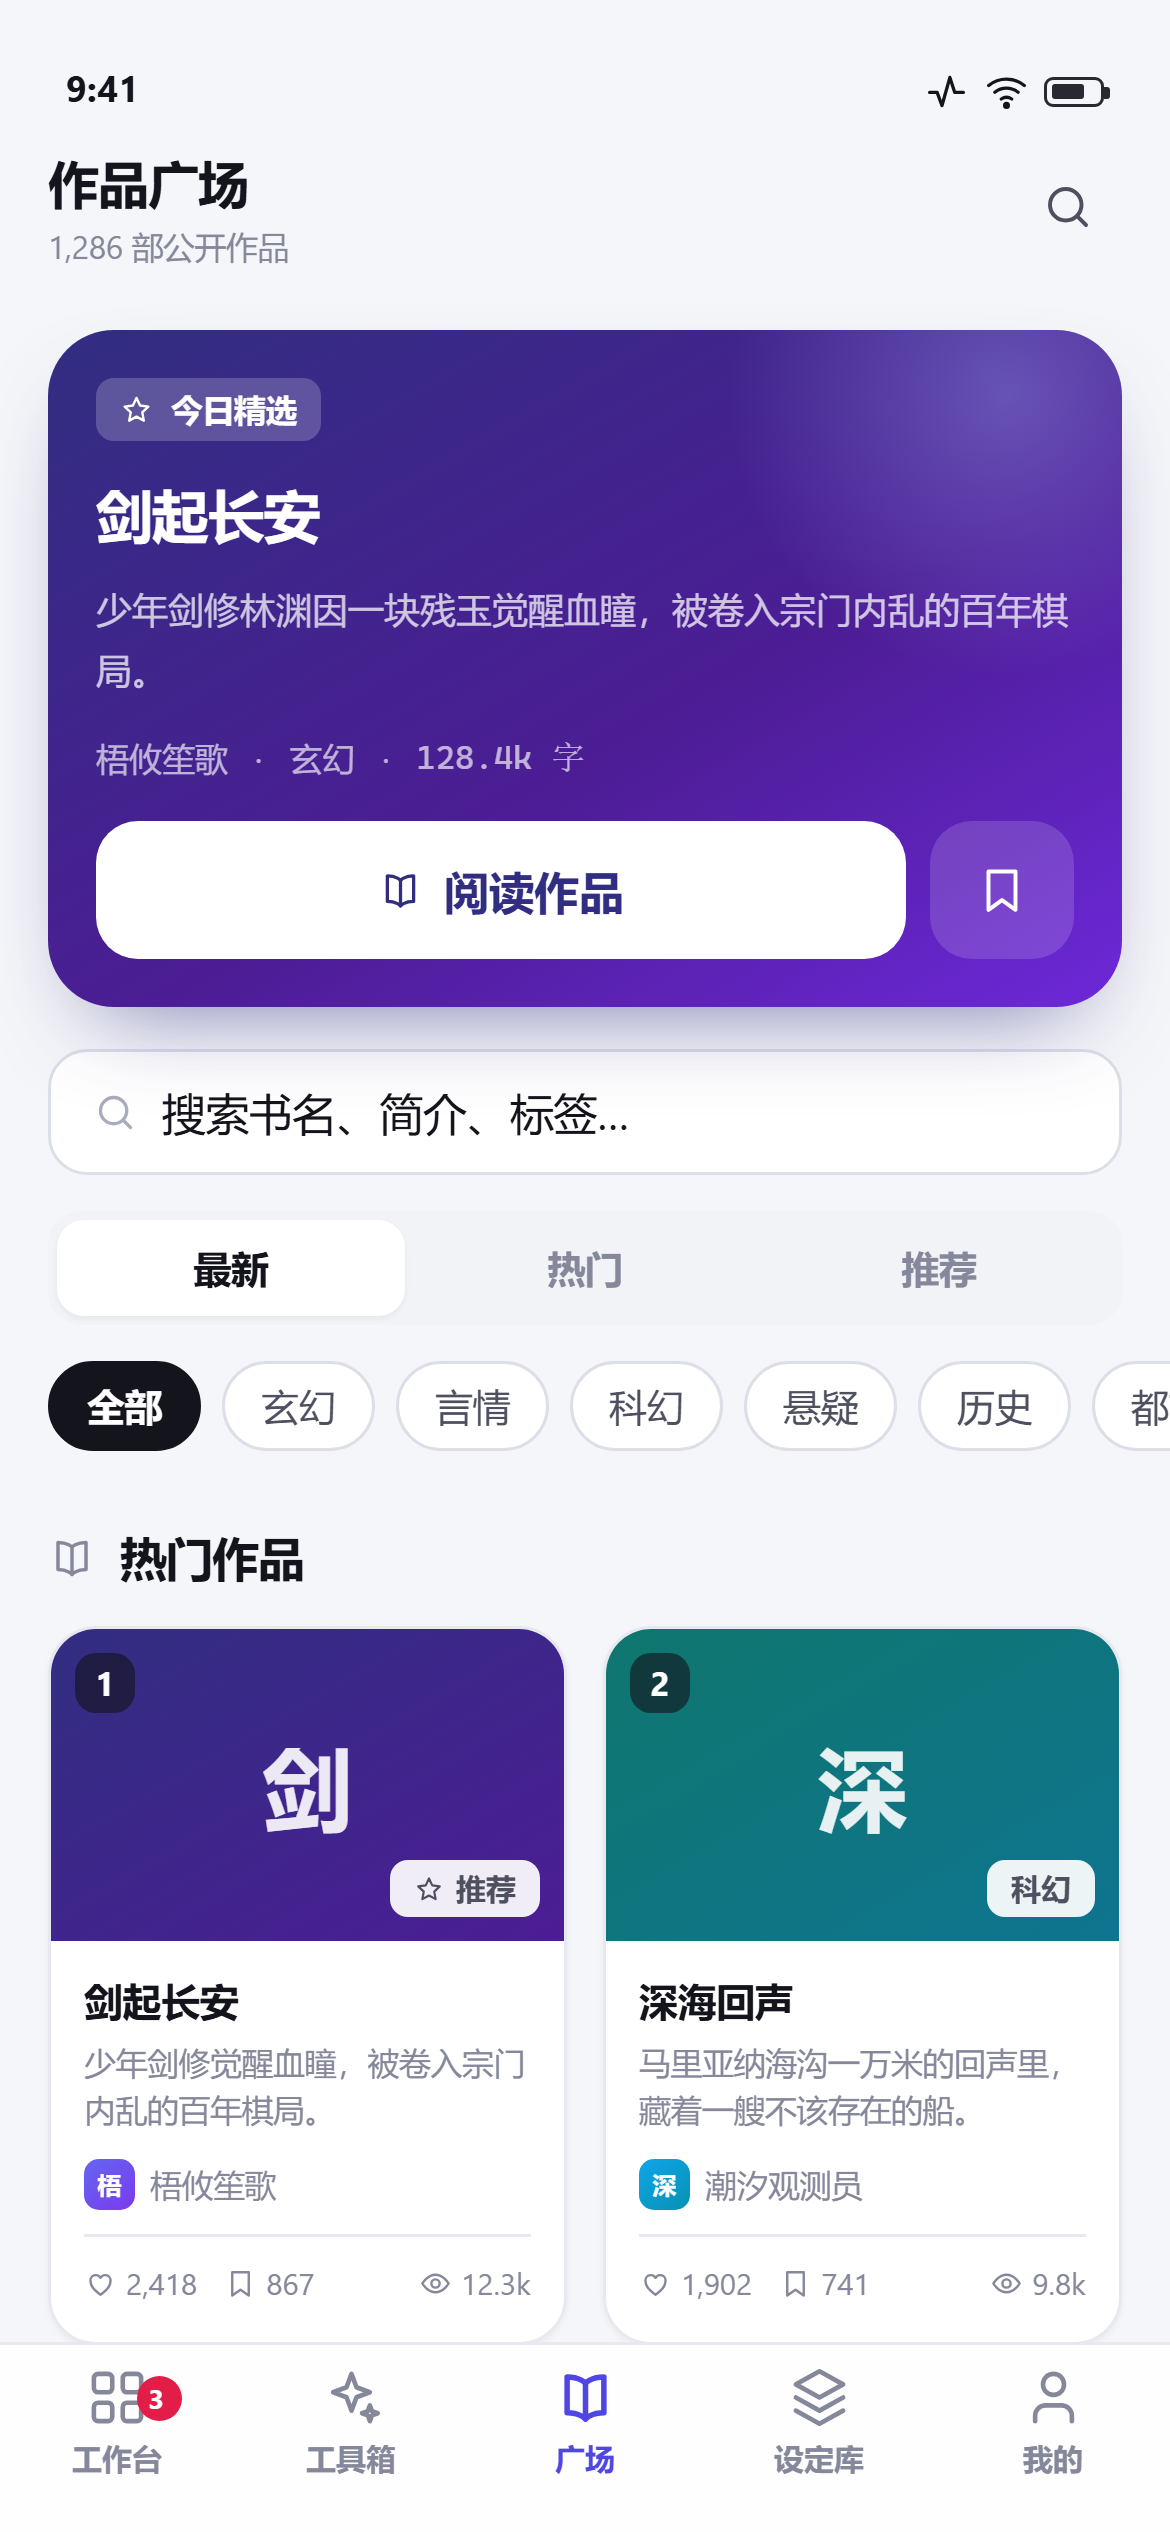 9:41
作品广场
1,286 部公开作品
今日精选
剑起长安
少年剑修林渊因一块残玉觉醒血瞳，被卷入宗门内乱的百年棋
局。
梧攸笙歌 · 玄幻 · 128.4k 字
阅读作品
搜索书名、简介、标签...
最新 热门 推荐
全部 玄幻 言情 科幻 悬疑 历史 都
热门作品
1
剑
推荐
剑起长安
少年剑修觉醒血瞳，被卷入宗门
内乱的百年棋局。
梧 梧攸笙歌
2,418 867 12.3k
2
深
科幻
深海回声
马里亚纳海沟一万米的回声里，
藏着一艘不该存在的船。
深 潮汐观测员
1,902 741 9.8k
3
工作台 工具箱 广场 设定库 我的